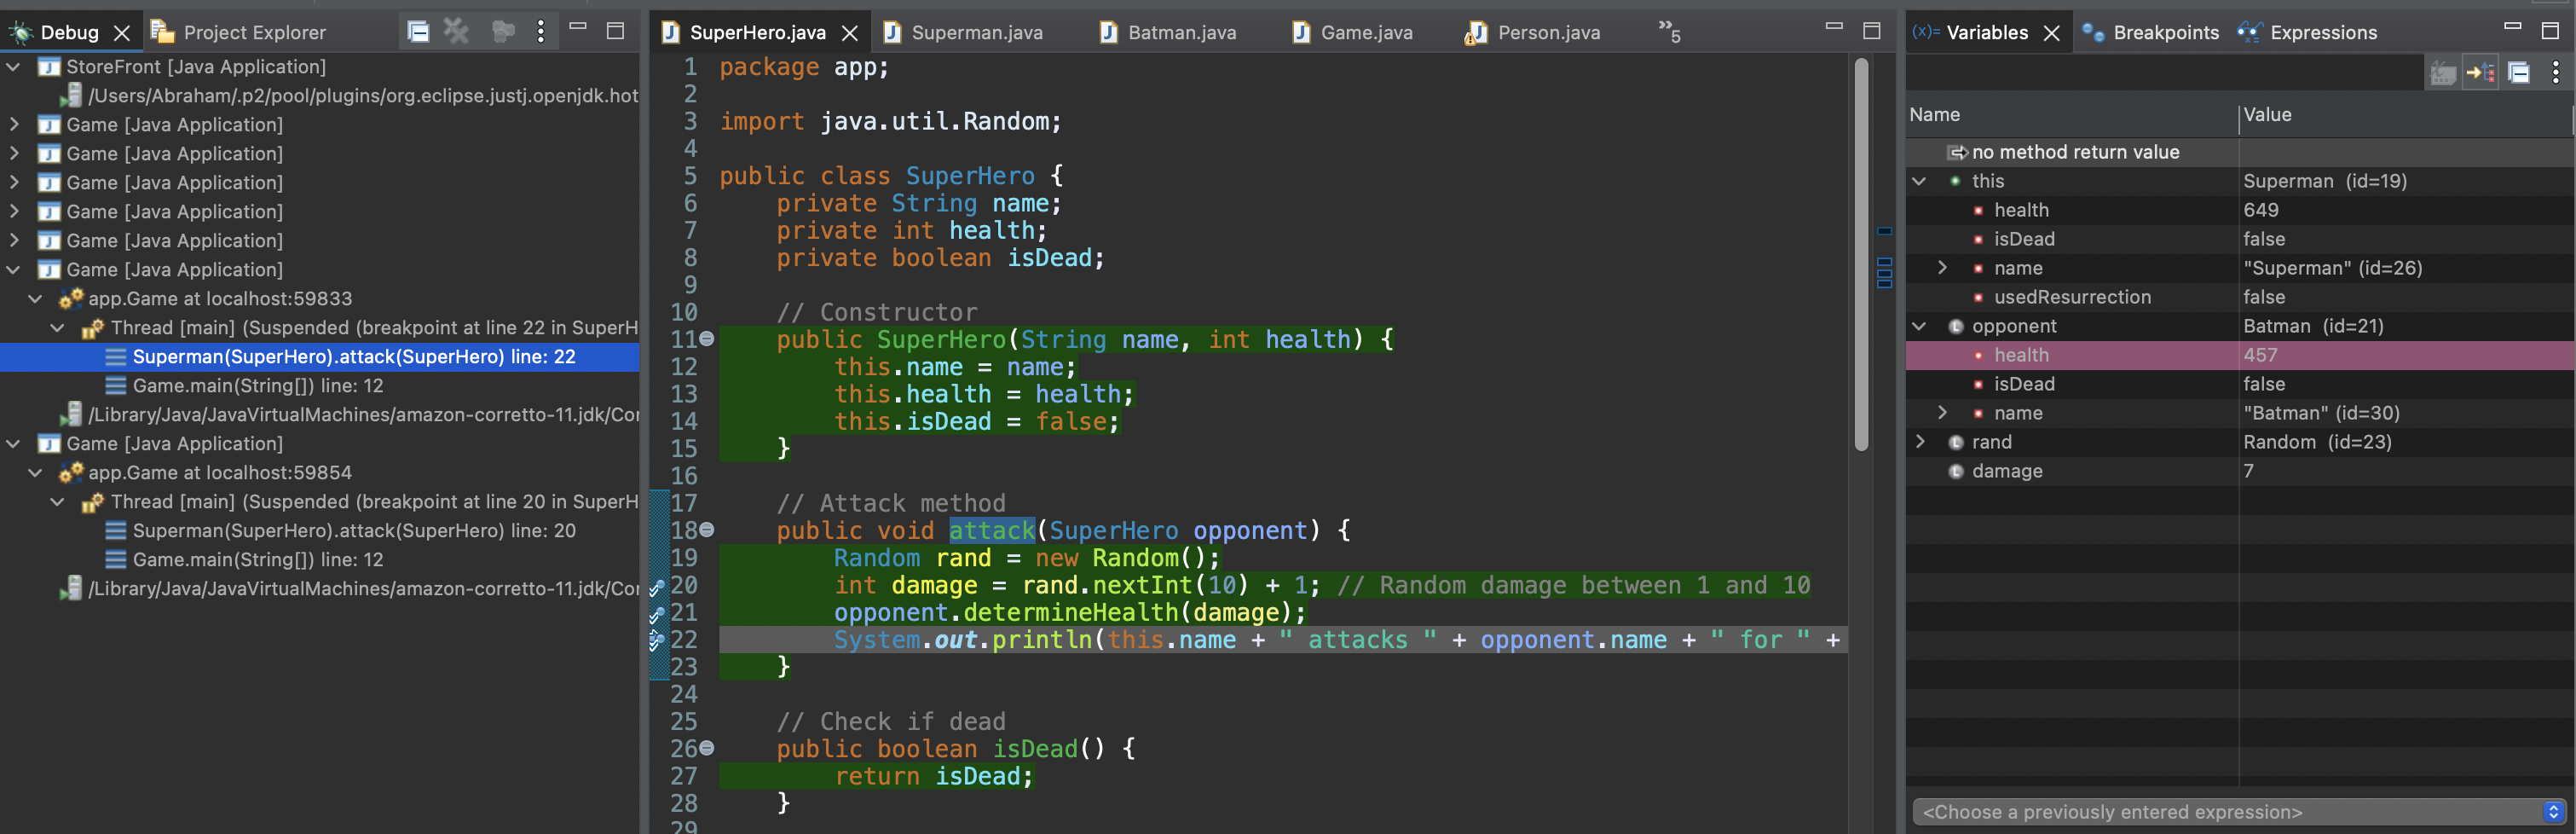 Debug
Project Explorer
StoreFront [Java Application]
/Users/Abraham/.p2/pool/plugins/org.eclipse.justj.openjdk.hot
Game [Java Application]
Game [Java Application]
Game [Java Application]
Game [Java Application]
Game [Java Application]
Game [Java Application]
app.Game at localhost:59833
Thread [main] (Suspended (breakpoint at line 22 in SuperH
Superman(SuperHero).attack(SuperHero) line: 22
Game.main(String[]) line: 12
/Library/Java/JavaVirtualMachines/amazon-corretto-11.jdk/Co
Game [Java Application]
app.Game at localhost:59854
Thread [main] (Suspended (breakpoint at line 20 in SuperH
Superman(SuperHero).attack(SuperHero) line: 20
Game.main(String[]) line: 12
/Library/Java/JavaVirtualMachines/amazon-corretto-11.jdk/Co
SuperHero.java
Superman.java
Batman.java
Game.java
Person.java
»5
1 package app;
2
3 import java.util.Random;
4
5 public class SuperHero {
6 private String name;
7 private int health;
8 private boolean isDead;
9
10 // Constructor
11 public SuperHero(String name, int health) {
12 this.name = name;
13 this.health = health;
14 this.isDead = false;
15 }
16
17 // Attack method
18 public void attack(SuperHero opponent) {
19 Random rand = new Random();
20 int damage = rand.nextInt(10) + 1; // Random damage between 1 and 10
21 opponent.determineHealth(damage);
22 System.out.println(this.name + " attacks " + opponent.name + " for " +
23 }
24
25 // Check if dead
26 public boolean isDead() {
27 return isDead;
28 }
29
(x)= Variables
Breakpoints
Expressions
Name Value
no method return value
this Superman (id=19)
health 649
isDead false
name "Superman" (id=26)
usedResurrection false
opponent Batman (id=21)
health 457
isDead false
name "Batman" (id=30)
rand Random (id=23)
damage 7
<Choose a previously entered expression>